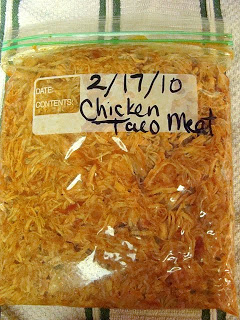 DATE: 2/17/10
CONTENTS: Chicken
Taco Meat